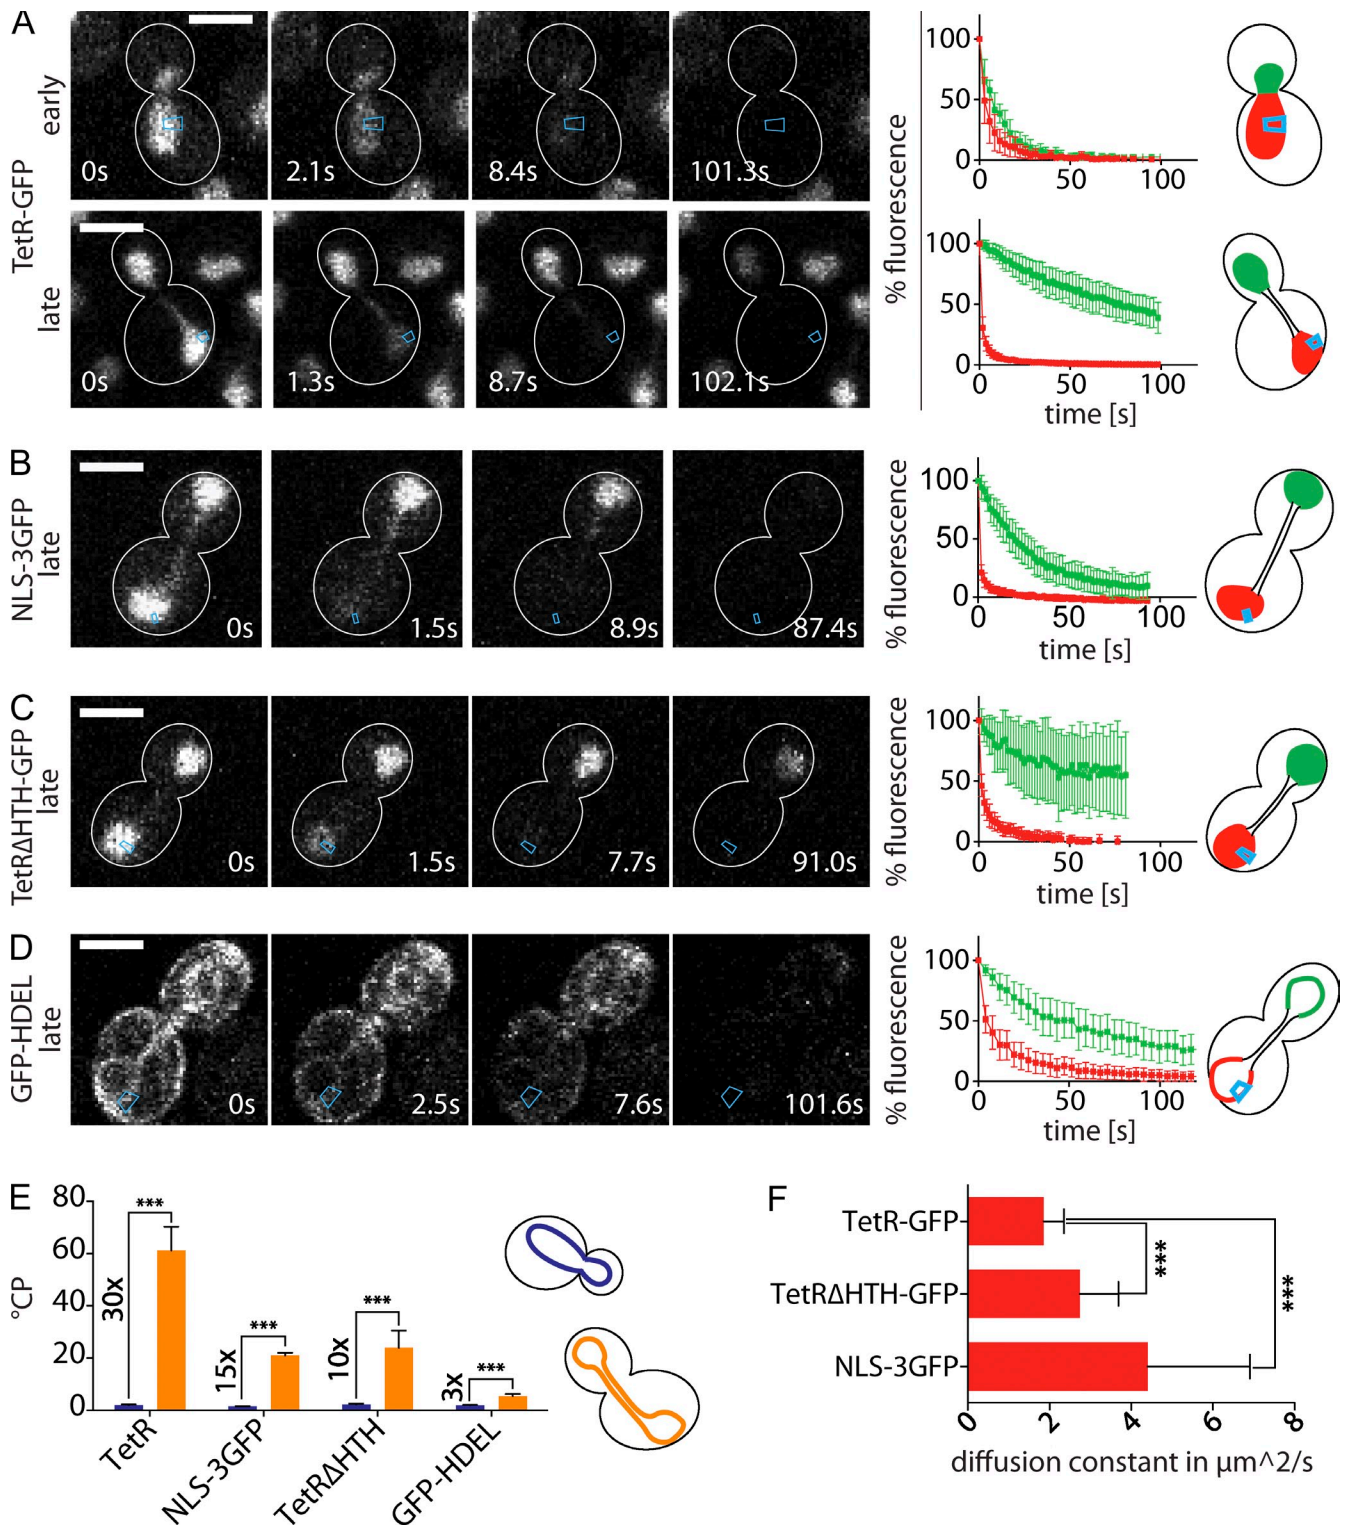 A
TetR-GFP
early
0s
2.1s
8.4s
101.3s
late
0s
1.3s
8.7s
102.1s
% fluorescence
100
50
0
0
50
100
100
50
0
0
50
100
time [s]
B
NLS-3GFP
late
0s
1.5s
8.9s
87.4s
% fluorescence
100
50
0
0
50
100
time [s]
C
TetRΔHTH-GFP
late
0s
1.5s
7.7s
91.0s
% fluorescence
100
50
0
0
50
100
time [s]
D
GFP-HDEL
late
0s
2.5s
7.6s
101.6s
% fluorescence
100
50
0
0
50
100
time [s]
E
°CP
80
60
40
20
0
30x
***
15x
***
10x
***
3x
***
TetR
NLS-3GFP
TetRΔHTH
GFP-HDEL
F
TetR-GFP
TetRΔHTH-GFP
NLS-3GFP
***
***
0
2
4
6
8
diffusion constant in µm^2/s